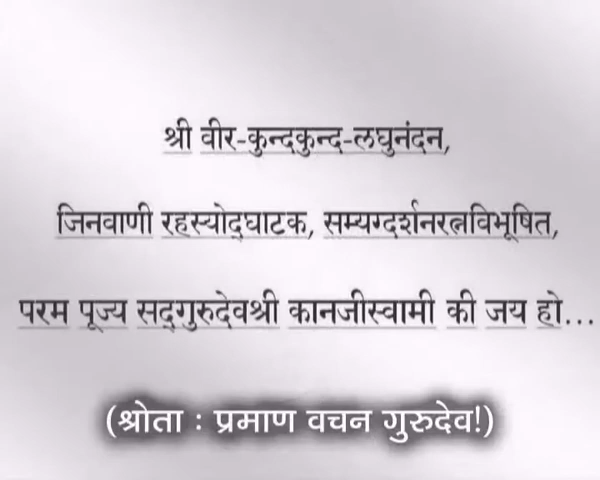 श्री वीर-कुन्दकुन्द-लघुनंदन,
जिनवाणी रहस्योद्घाटक, सम्यग्दर्शनरत्नविभूषित,
परम पूज्य सद्गुरुदेवश्री कानजीस्वामी की जय हो...
(श्रोता : प्रमाण वचन गुरुदेव!)